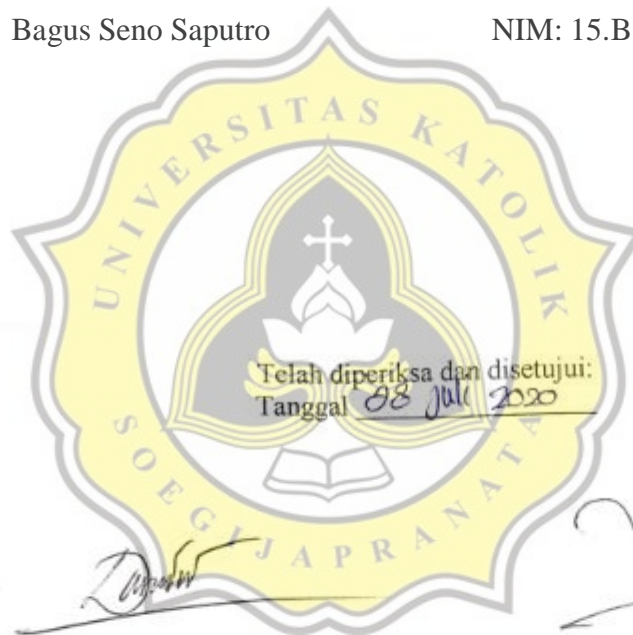 Bagus Seno Saputro NIM: 15.B
UNIVERSITAS KATOLIK
Telah diperiksa dan disetujui:
Tanggal 08 Juli 2020
SOEGIJAPRANATA